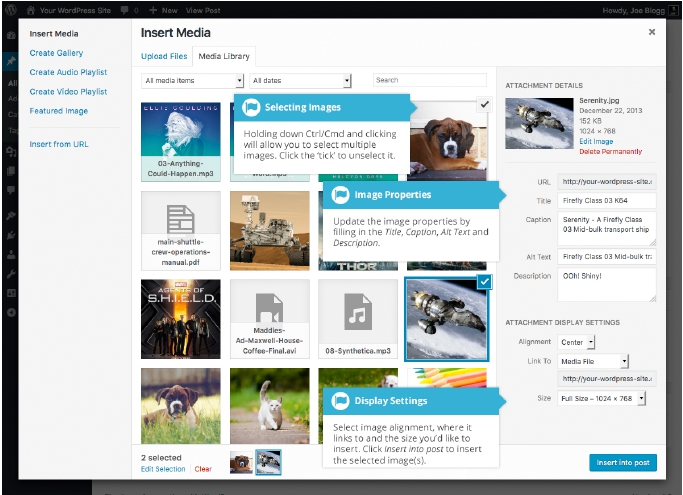 Your WordPress Site 0 New View Post Howdy, Joe Blogg
Insert Media
Create Gallery
Create Audio Playlist
Create Video Playlist
Featured Image
Insert from URL
Insert Media
Upload Files Media Library
All media items All dates Search
ELLIE GOULDING
03-Anything-
Could-Happen.mp3
word.mp3
HALCYON DAYS
Selecting Images
Holding down Ctrl/Cmd and clicking
will allow you to select multiple
images. Click the 'tick' to unselect it.
Image Properties
Update the image properties by
filling in the Title, Caption, Alt Text and
Description.
main-shuttle-
crew-operations-
manual.pdf
THOR
AGENTS OF
S.H.I.E.L.D.
Maddies-
Ad-Maxwell-House-
Coffee-Final.avi
08-Synthetica.mp3
Display Settings
Select image alignment, where it
links to and the size you'd like to
insert. Click Insert into post to insert
the selected image(s).
2 selected
Edit Selection Clear
ATTACHMENT DETAILS
Serenity.jpg
December 22, 2013
152 KB
1024 × 768
Edit Image
Delete Permanently
URL http://your-wordpress-site.c
Title Firefly Class 03 K64
Caption Serenity - A Firefly Class
03 Mid-bulk transport ship
Alt Text Firefly Class 03 Mid-bulk tra
Description OOh! Shiny!
ATTACHMENT DISPLAY SETTINGS
Alignment Center
Link To Media File
http://your-wordpress-site.c
Size Full Size – 1024 × 768
Insert into post